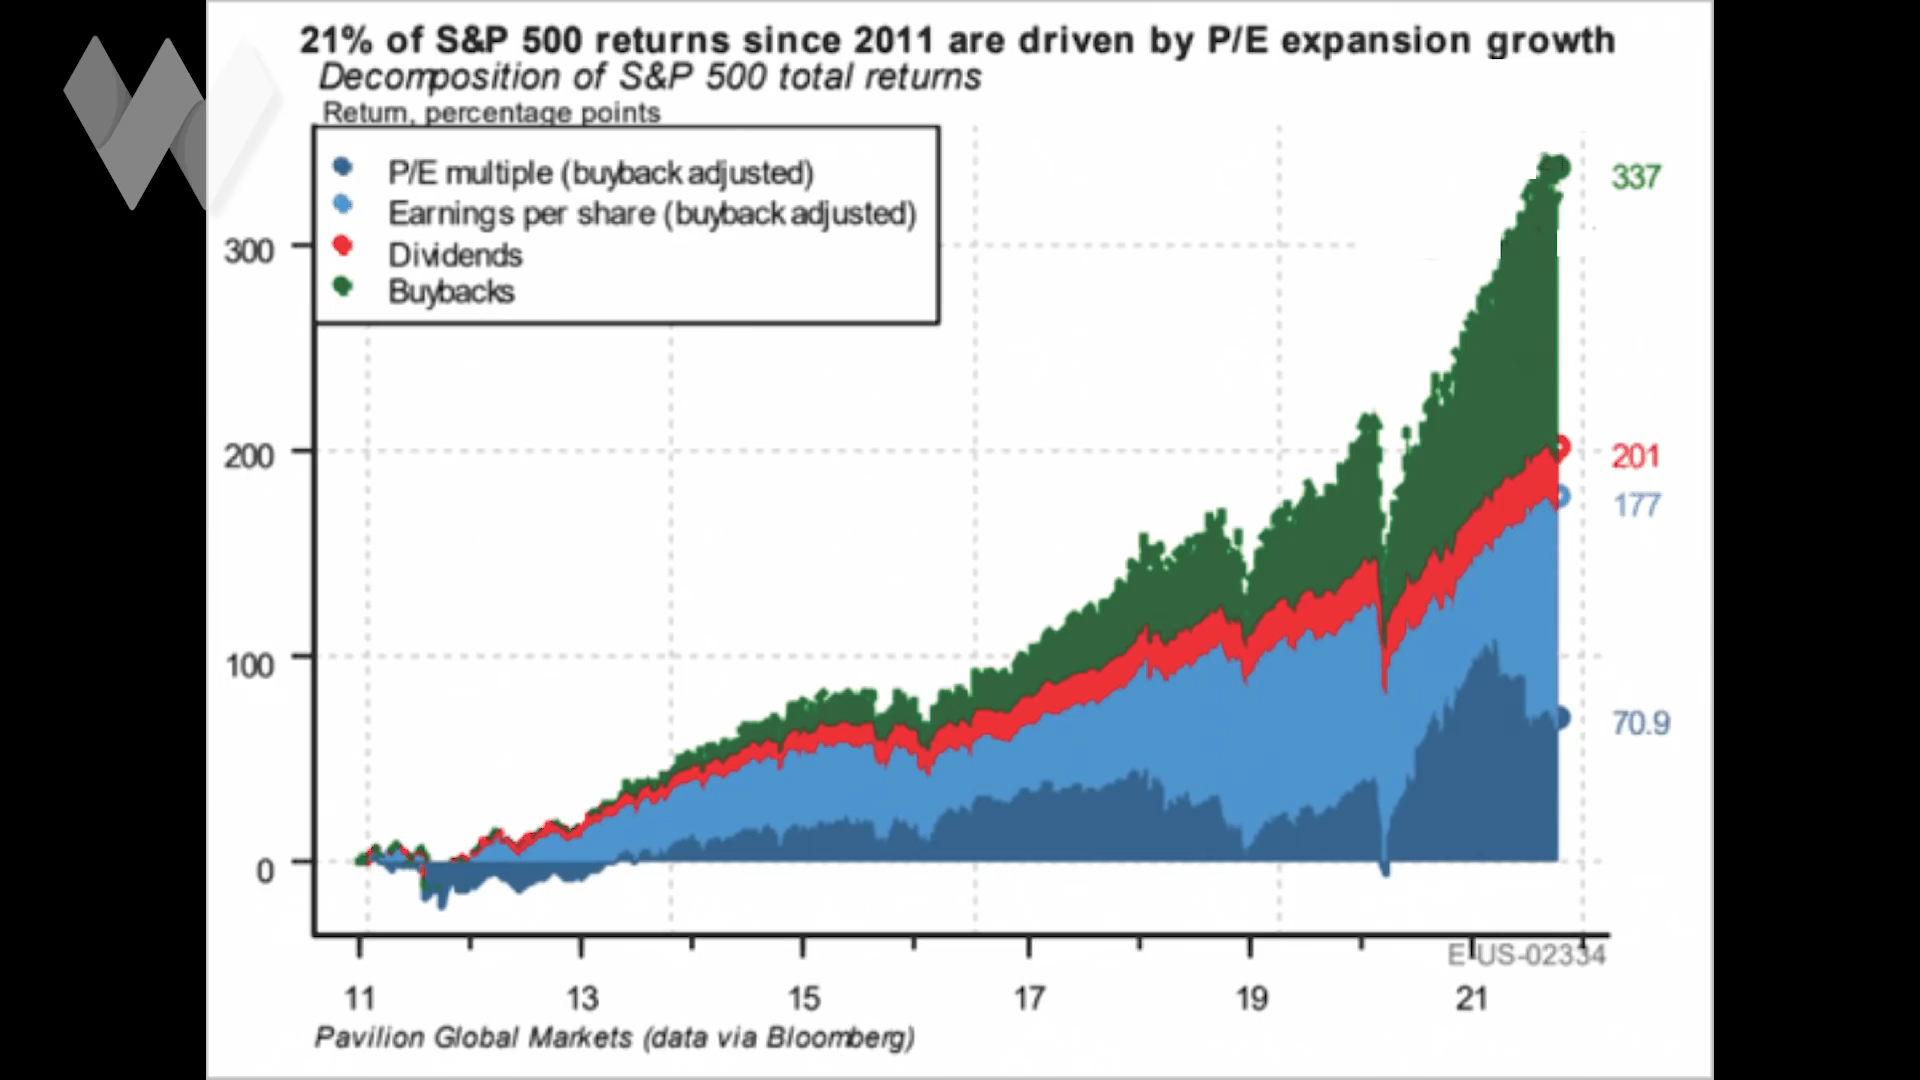 21% of S&P 500 returns since 2011 are driven by P/E expansion growth
Decomposition of S&P 500 total returns
Return, percentage points
P/E multiple (buyback adjusted)
Earnings per share (buyback adjusted)
Dividends
Buybacks
300
200
100
0
337
201
177
70.9
11 13 15 17 19 21
E-US-02334
Pavilion Global Markets (data via Bloomberg)